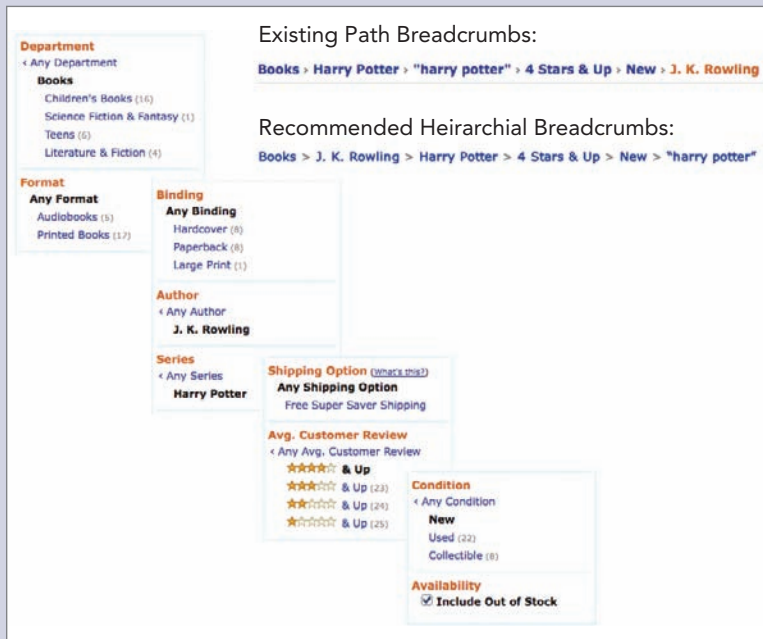 Existing Path Breadcrumbs:
Books › Harry Potter › "harry potter" › 4 Stars & Up › New › J. K. Rowling
Recommended Heirarchial Breadcrumbs:
Books > J. K. Rowling > Harry Potter > 4 Stars & Up > New > "harry potter"
Department
‹ Any Department
Books
Children's Books (16)
Science Fiction & Fantasy (1)
Teens (6)
Literature & Fiction (4)
Format
Any Format
Audiobooks (5)
Printed Books (17)
Binding
Any Binding
Hardcover (8)
Paperback (8)
Large Print (1)
Author
‹ Any Author
J. K. Rowling
Series
‹ Any Series
Harry Potter
Shipping Option (What's this?)
Any Shipping Option
Free Super Saver Shipping
Avg. Customer Review
‹ Any Avg. Customer Review
& Up
& Up (23)
& Up (24)
& Up (25)
Condition
‹ Any Condition
New
Used (22)
Collectible (8)
Availability
Include Out of Stock